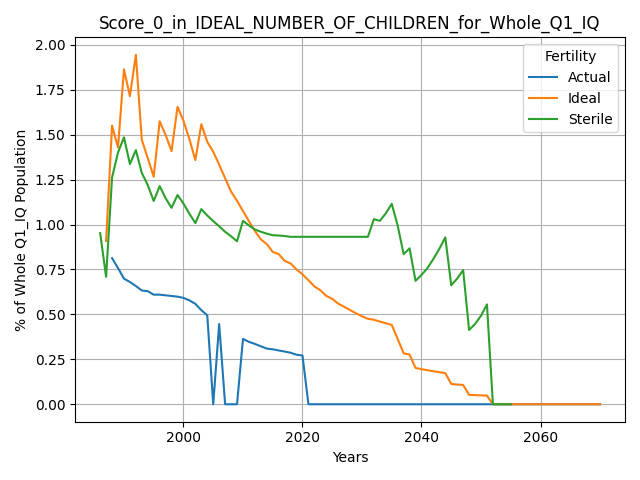 Score_0_in_IDEAL_NUMBER_OF_CHILDREN_for_Whole_Q1_IQ
Fertility
Actual
Ideal
Sterile
% of Whole Q1_IQ Population
2.00
1.75
1.50
1.25
1.00
0.75
0.50
0.25
0.00
2000
2020
2040
2060
Years